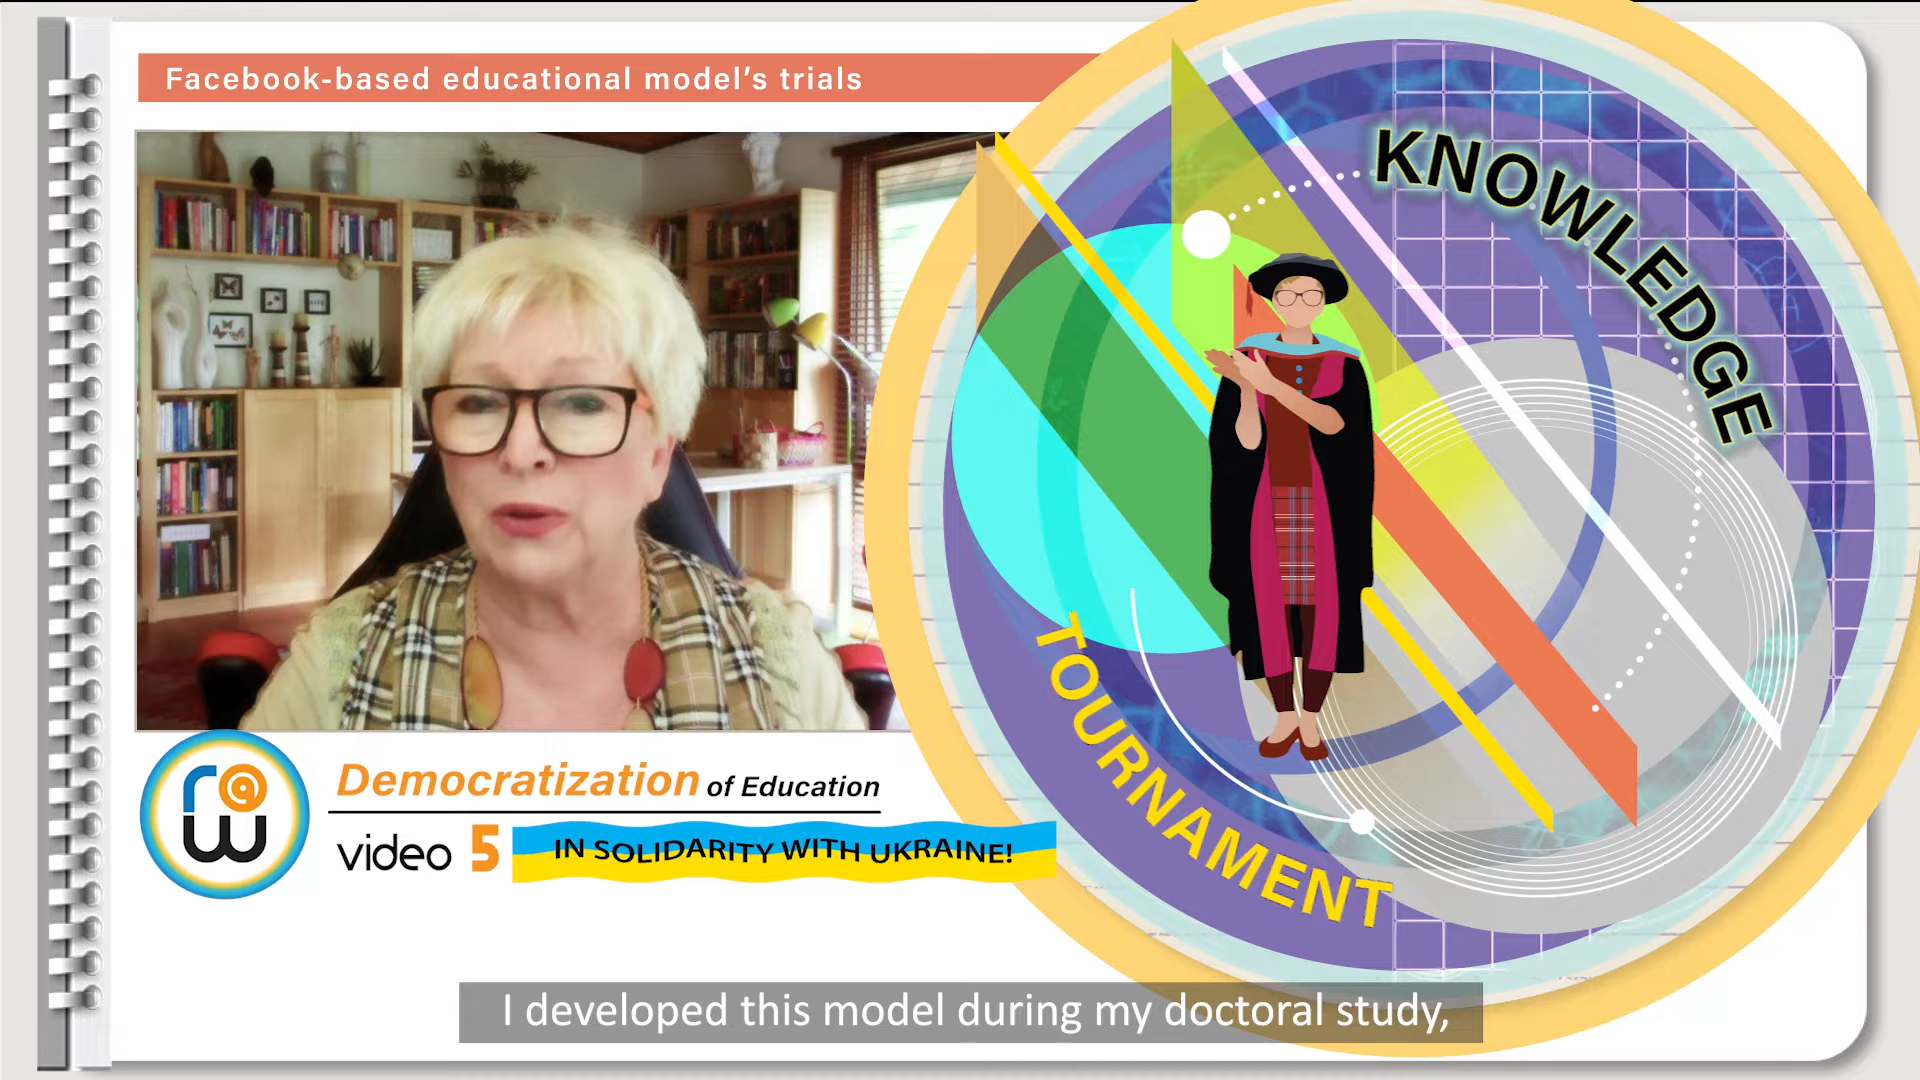 Facebook-based educational model's trials
KNOWLEDGE
TOURNAMENT
r@w
Democratization of Education
video 5
IN SOLIDARITY WITH UKRAINE!
I developed this model during my doctoral study,